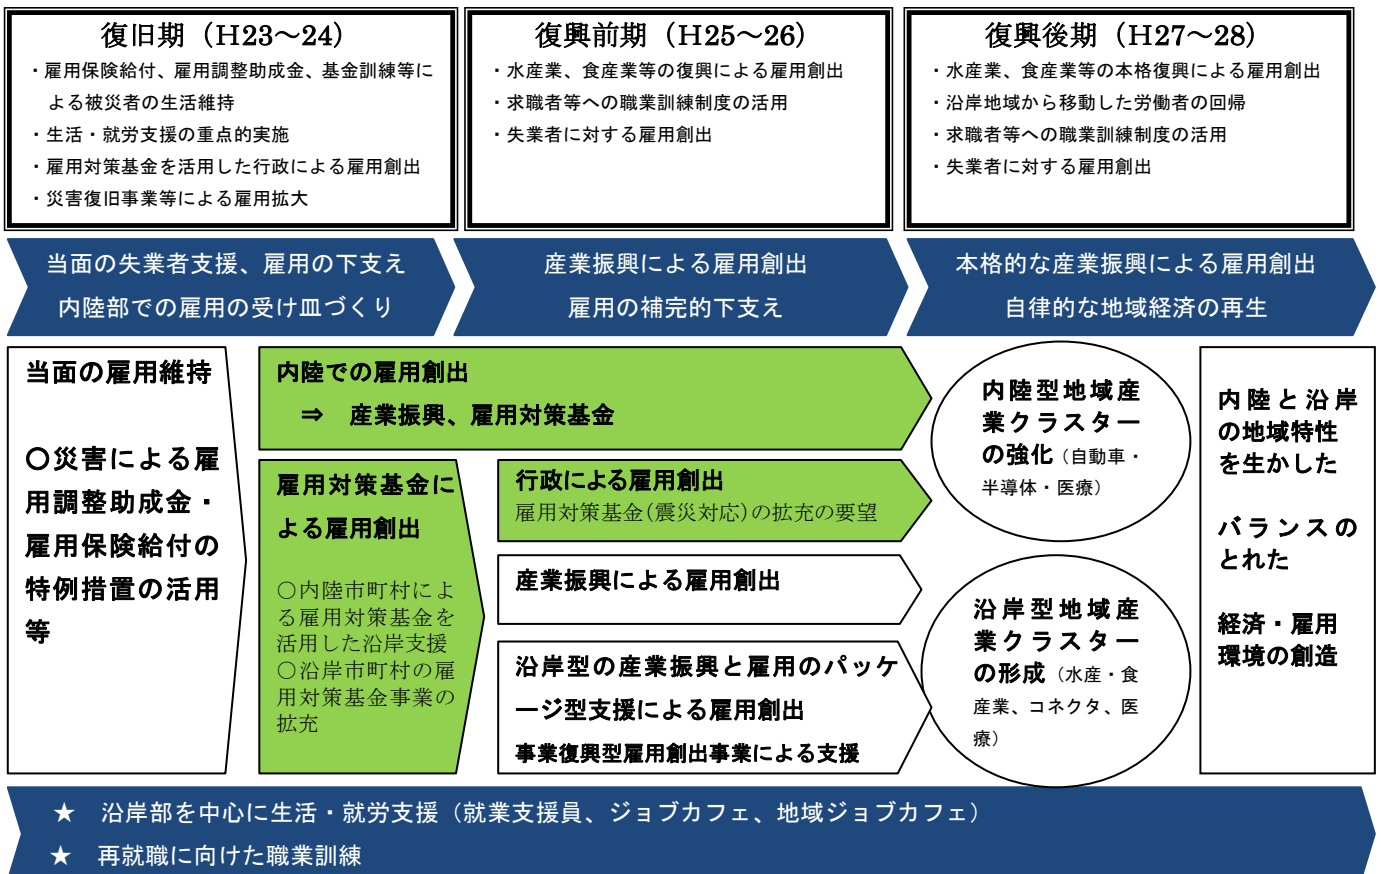 復旧期（H23～24）
・雇用保険給付、雇用調整助成金、基金訓練等に
よる被災者の生活維持
・生活・就労支援の重点的実施
・雇用対策基金を活用した行政による雇用創出
・災害復旧事業等による雇用拡大
復興前期（H25～26）
・水産業、食産業等の復興による雇用創出
・求職者等への職業訓練制度の活用
・失業者に対する雇用創出
復興後期（H27～28）
・水産業、食産業等の本格復興による雇用創出
・沿岸地域から移動した労働者の回帰
・求職者等への職業訓練制度の活用
・失業者に対する雇用創出
当面の失業者支援、雇用の下支え
内陸部での雇用の受け皿づくり
産業振興による雇用創出
雇用の補完的下支え
本格的な産業振興による雇用創出
自律的な地域経済の再生
当面の雇用維持
〇災害による雇
用調整助成金・
雇用保険給付の
特例措置の活用
等
内陸での雇用創出
⇒ 産業振興、雇用対策基金
雇用対策基金に
よる雇用創出
○内陸市町村によ
る雇用対策基金を
活用した沿岸支援
○沿岸市町村の雇
用対策基金事業の
拡充
行政による雇用創出
雇用対策基金(震災対応)の拡充の要望
産業振興による雇用創出
沿岸型の産業振興と雇用のパッケ
ージ型支援による雇用創出
事業復興型雇用創出事業による支援
内陸型地域産
業クラスター
の強化（自動車・
半導体・医療）
沿岸型地域産
業クラスター
の形成（水産・食
産業、コネクタ、医
療）
内陸と沿岸
の地域特性
を生かした
バランスの
とれた
経済・雇用
環境の創造
★ 沿岸部を中心に生活・就労支援（就業支援員、ジョブカフェ、地域ジョブカフェ）
★ 再就職に向けた職業訓練